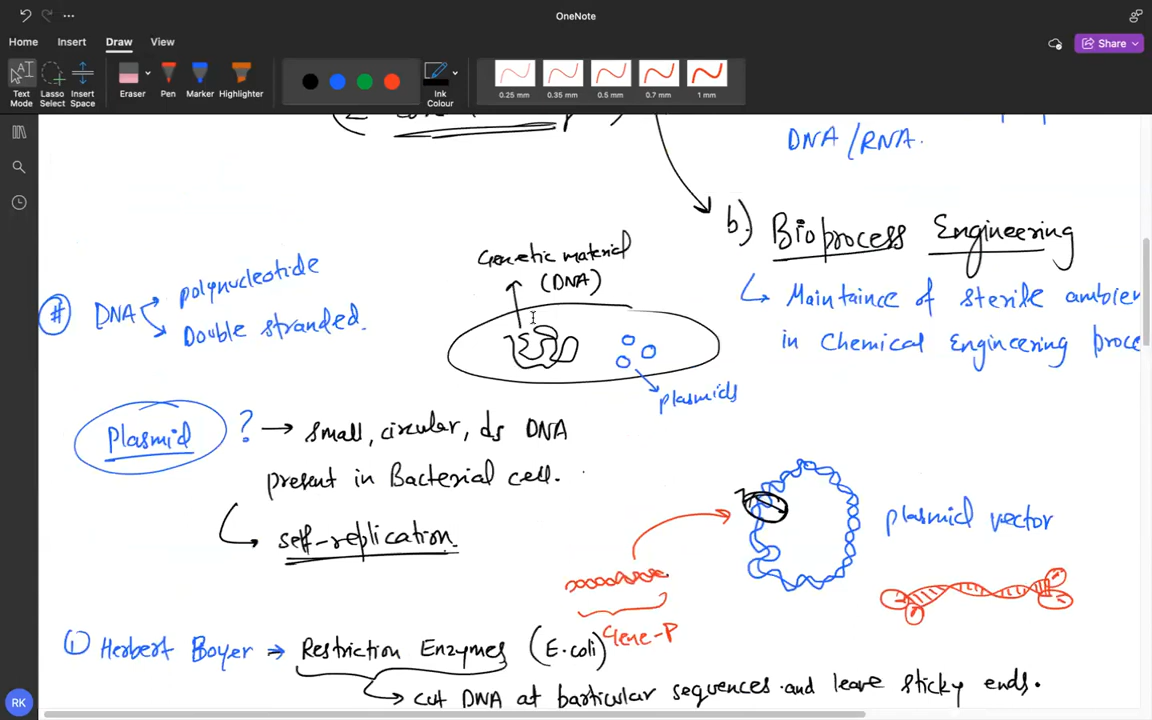 OneNote
Home Insert Draw View
Share
Text Mode
Lasso Select
Insert Space
Eraser
Pen
Marker
Highlighter
Ink Colour
0.25 mm 0.35 mm 0.5 mm 0.7 mm 1 mm
DNA/RNA.
b) Bioprocess Engineering
↳ Maintaince of sterile ambien
in Chemical Engineering proce
Genetic material
(DNA)
plasmids
# DNA
polynucleotide
Double stranded.
Plasmid ? → small, circular, ds DNA
present in Bacterial cell.
self-replication.
plasmid vector
Gene-P
① Herbert Boyer → Restriction Enzymes (E.coli)
cut DNA at particular sequences and leave sticky ends.
RK